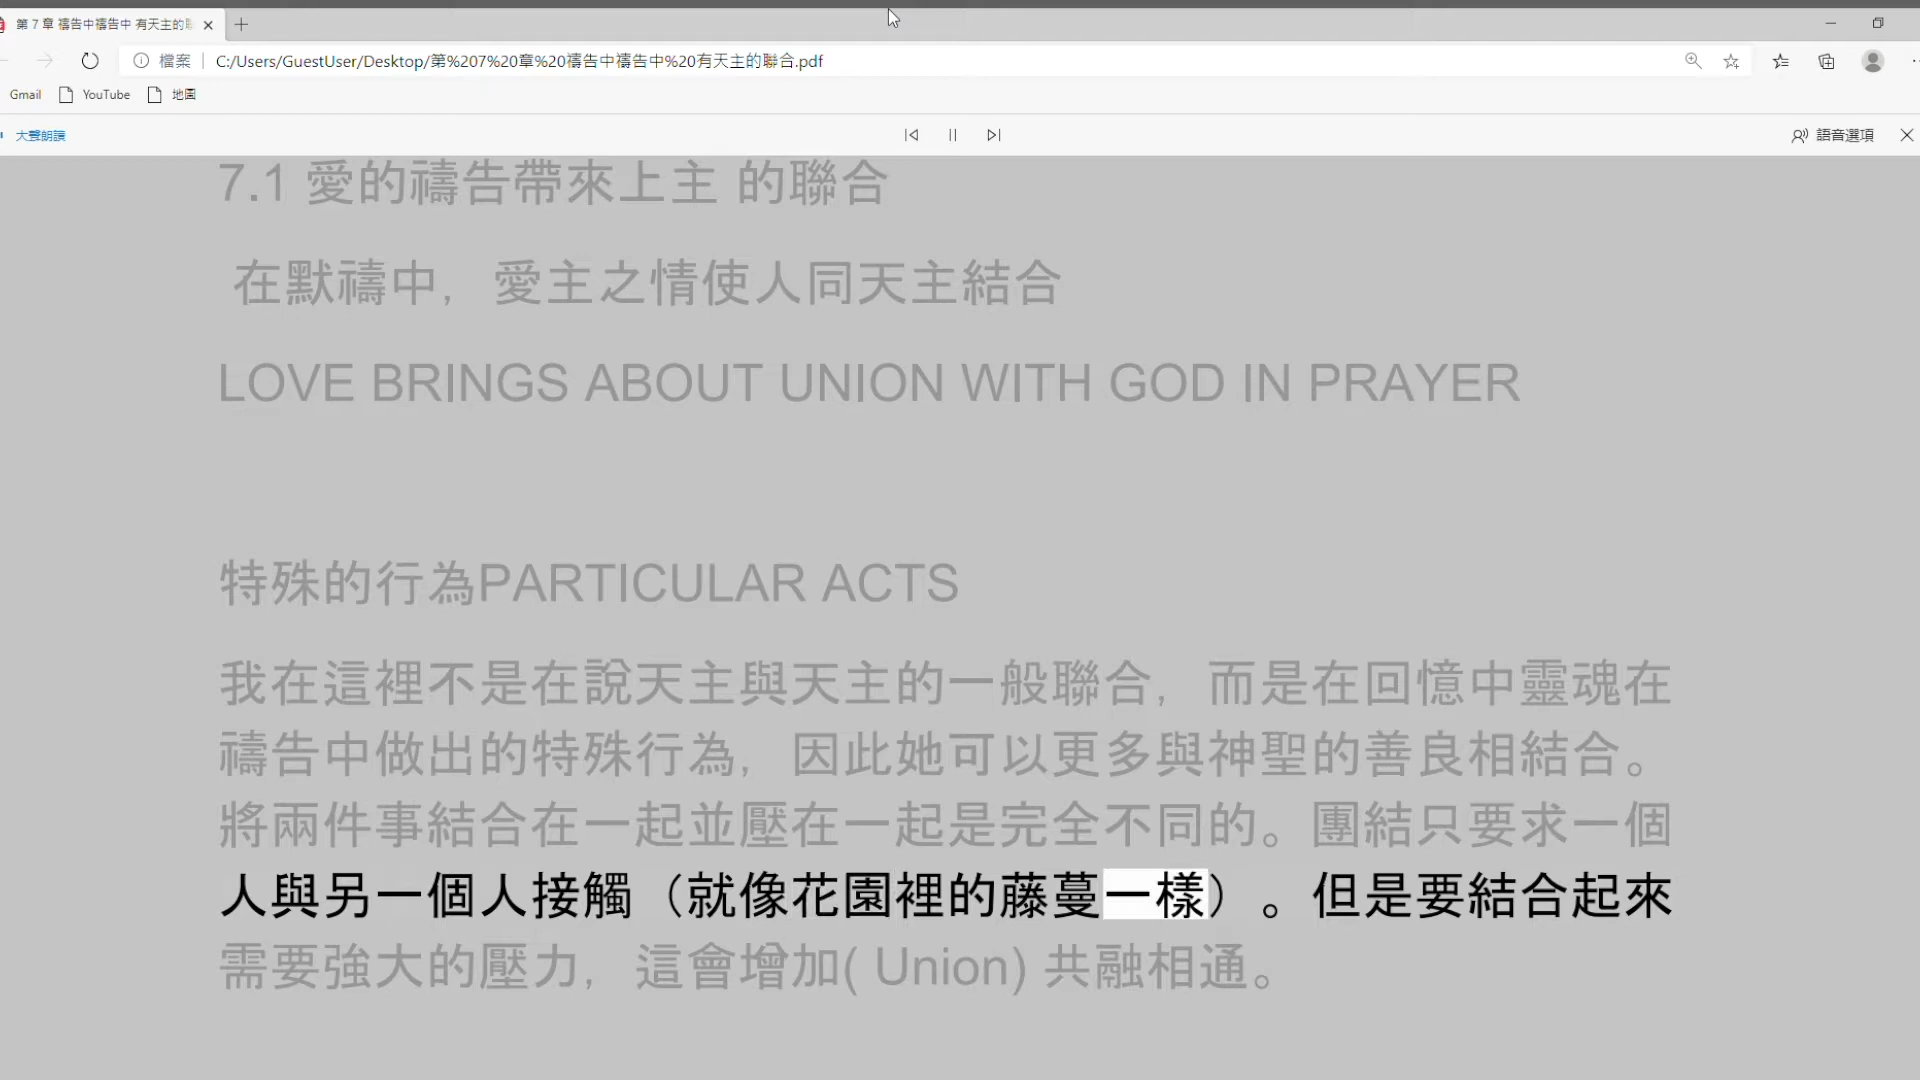 第 7 章 禱告中禱告中 有天主的
檔案 C:/Users/GuestUser/Desktop/第%207%20章%20禱告中禱告中%20有天主的聯合.pdf
Gmail YouTube 地圖
大聲朗讀 語音選項
7.1 愛的禱告帶來上主 的聯合
在默禱中，愛主之情使人同天主結合
LOVE BRINGS ABOUT UNION WITH GOD IN PRAYER
特殊的行為PARTICULAR ACTS
我在這裡不是在說天主與天主的一般聯合，而是在回憶中靈魂在
禱告中做出的特殊行為，因此她可以更多與神聖的善良相結合。
將兩件事結合在一起並壓在一起是完全不同的。團結只要求一個
人與另一個人接觸（就像花園裡的藤蔓一樣）。但是要結合起來
需要強大的壓力，這會增加( Union) 共融相通。